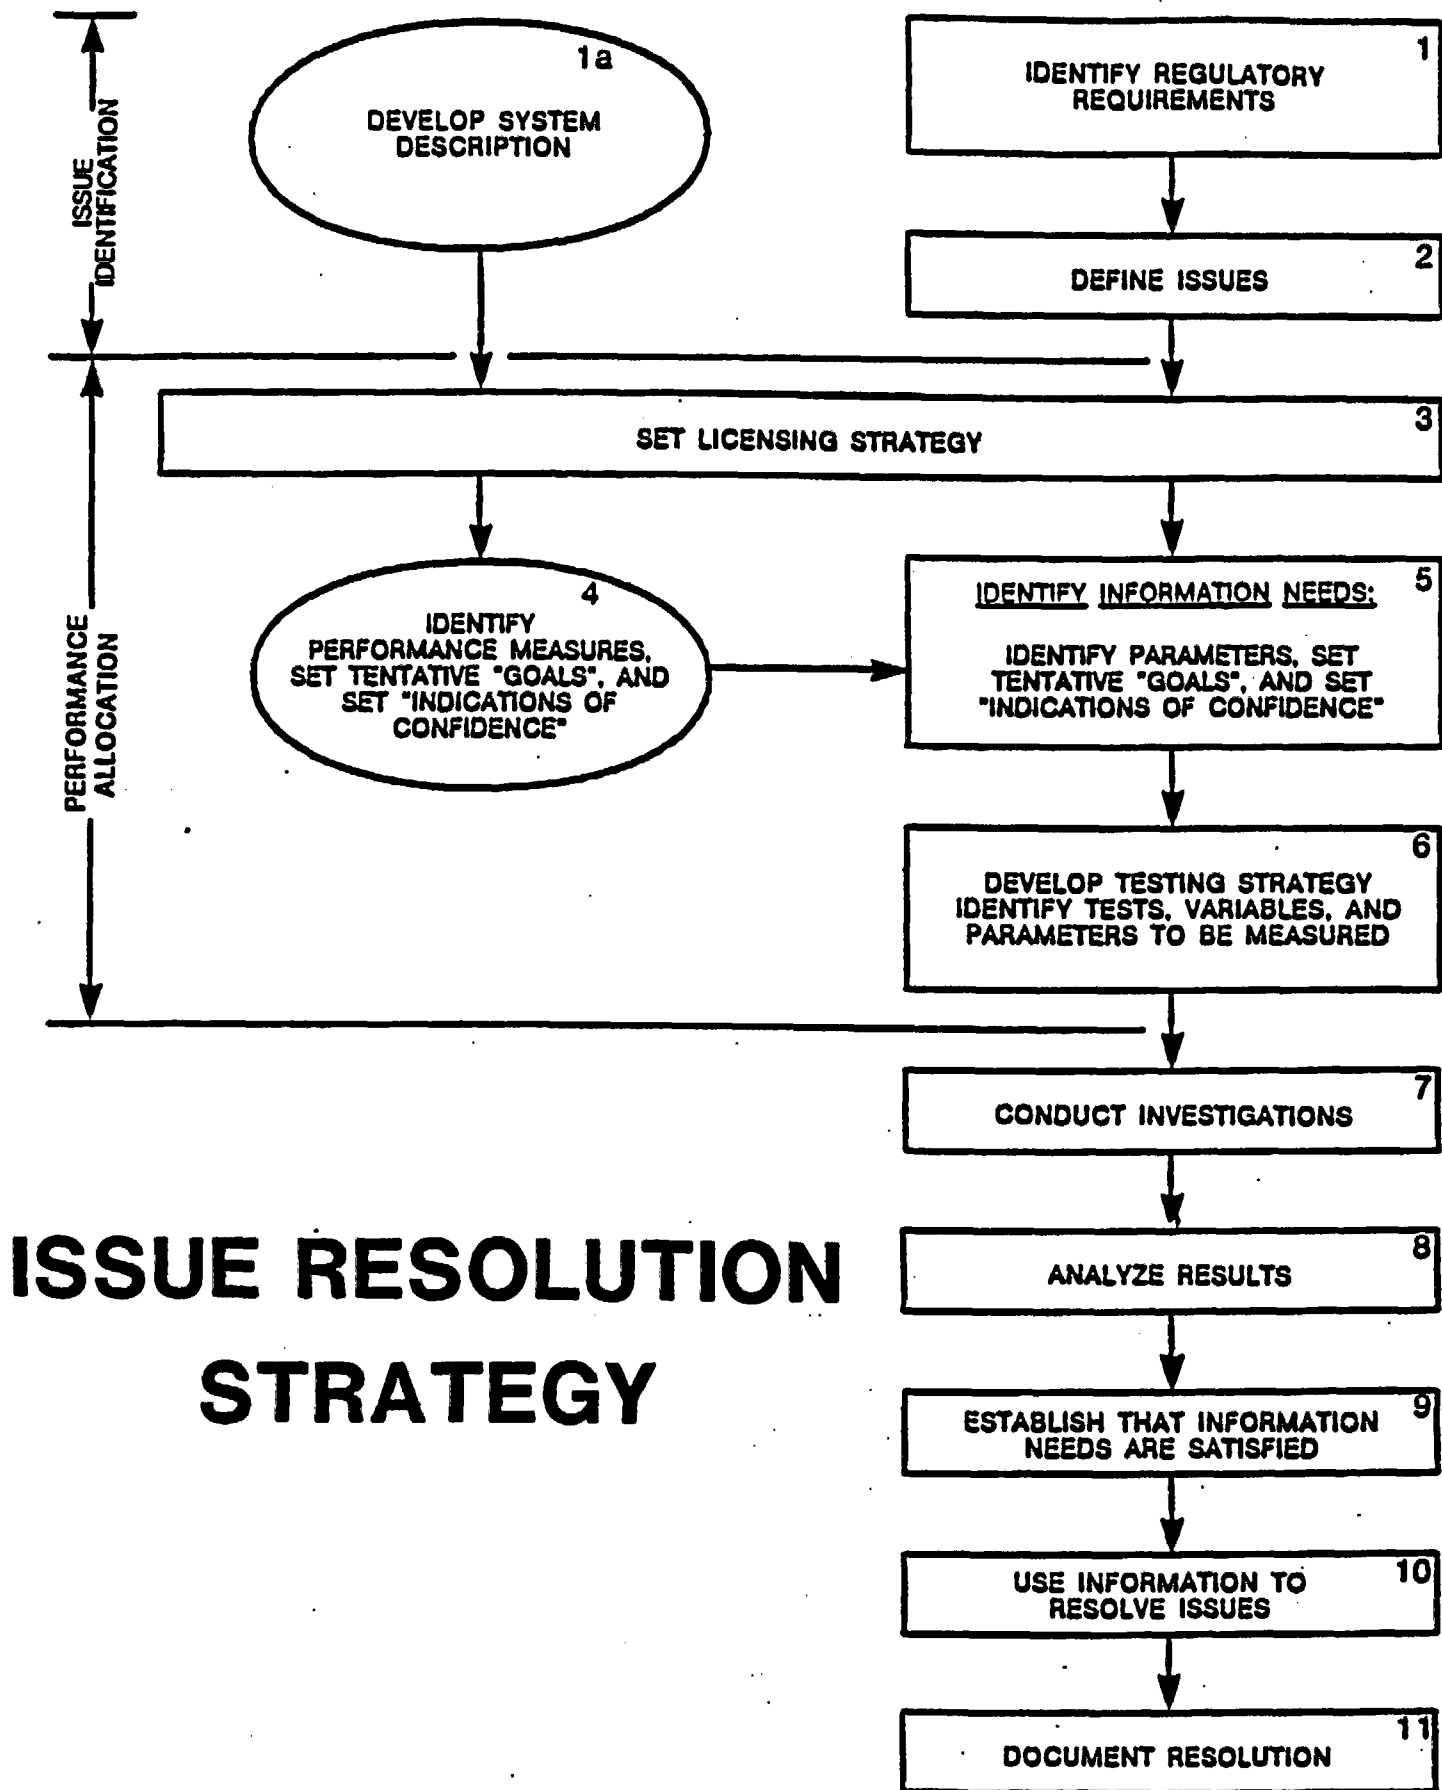 1a
DEVELOP SYSTEM
DESCRIPTION
1
IDENTIFY REGULATORY
REQUIREMENTS
ISSUE
IDENTIFICATION
2
DEFINE ISSUES
3
SET LICENSING STRATEGY
4
IDENTIFY
PERFORMANCE MEASURES,
SET TENTATIVE "GOALS", AND
SET "INDICATIONS OF
CONFIDENCE"
5
IDENTIFY INFORMATION NEEDS:
IDENTIFY PARAMETERS, SET
TENTATIVE "GOALS", AND SET
"INDICATIONS OF CONFIDENCE"
PERFORMANCE
ALLOCATION
6
DEVELOP TESTING STRATEGY
IDENTIFY TESTS, VARIABLES, AND
PARAMETERS TO BE MEASURED
7
CONDUCT INVESTIGATIONS
ISSUE RESOLUTION
STRATEGY
8
ANALYZE RESULTS
9
ESTABLISH THAT INFORMATION
NEEDS ARE SATISFIED
10
USE INFORMATION TO
RESOLVE ISSUES
11
DOCUMENT RESOLUTION